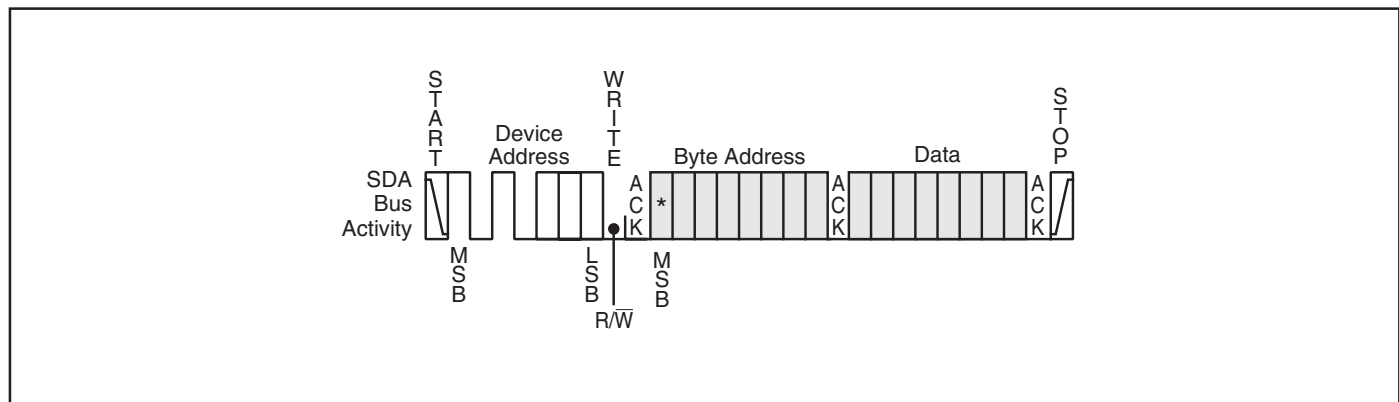 START
WRITE
STOP
Device
Address
Byte Address
Data
SDA
Bus
Activity
ACK
*
ACK
ACK
MSB
LSB
MSB
R/W̅